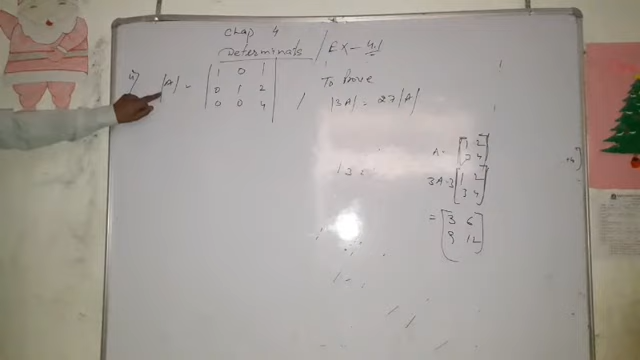 Chap 4
Determinals / EX - 4.1
4) |A| = | 1 0 1 |
| 0 1 2 |
| 0 0 4 |
To Prove
|3A| = 27 |A|
A = [ 1 2
3 4 ]
3A = 3 [ 1 2
3 4 ]
= [ 3 6
9 12 ]